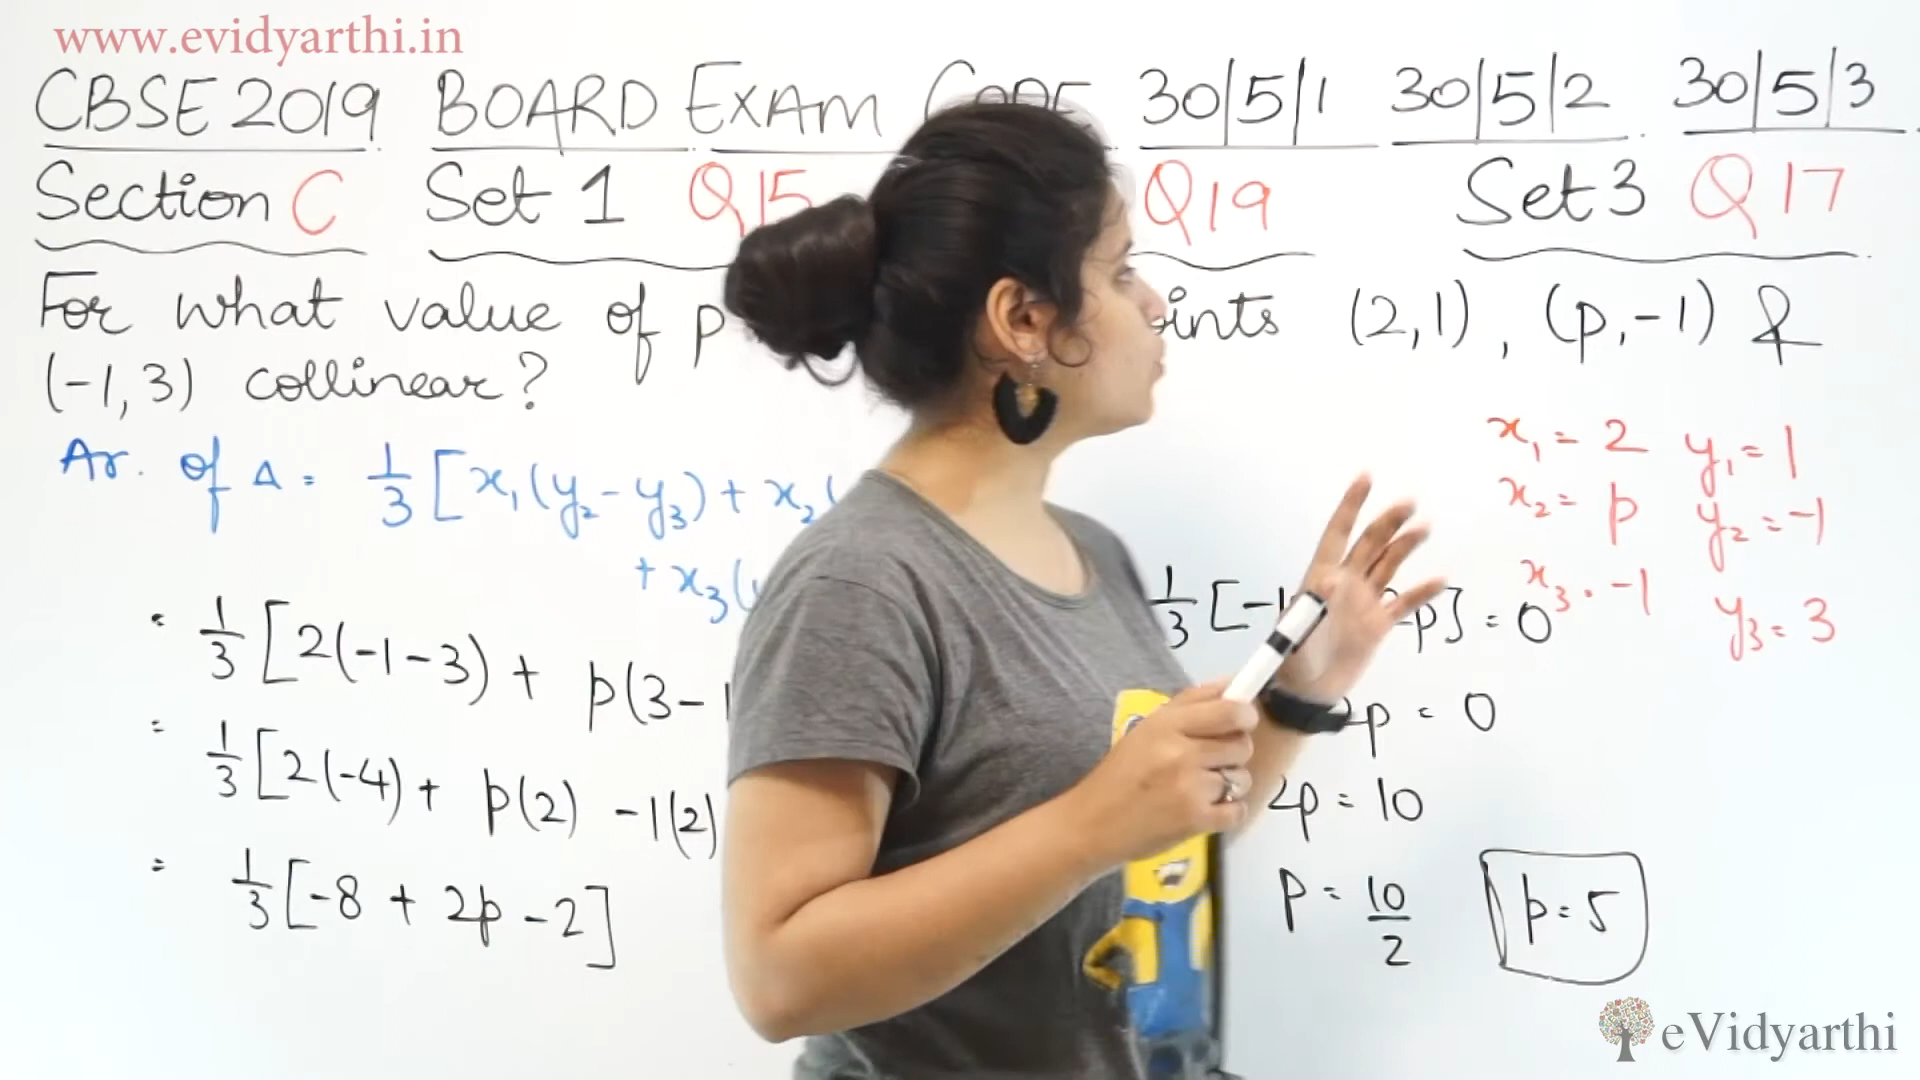 www.evidyarthi.in
CBSE 2019 BOARD EXAM CODE 30/5/1 30/5/2 30/5/3
Section C Set 1 Q15 Q19 Set 3 Q17
For what value of p ints (2,1), (p,-1) &
(-1,3) collinear?
Ar. of Δ = 1/3 [x₁(y₂-y₃) + x₂(
+ x₃(
= 1/3 [2(-1-3) + p(3-1
= 1/3 [2(-4) + p(2) -1(2)
= 1/3 [-8 + 2p -2]
x₁ = 2 y₁ = 1
x₂ = p y₂ = -1
x₃ = -1 y₃ = 3
1/3 [-1 2p] = 0
2p = 0
2p = 10
p = 10/2 p = 5
eVidyarthi